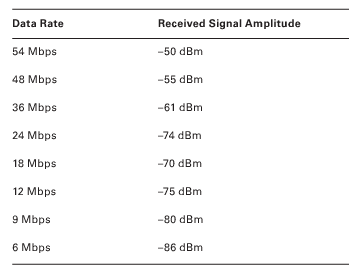 Data Rate Received Signal Amplitude
54 Mbps –50 dBm
48 Mbps –55 dBm
36 Mbps –61 dBm
24 Mbps –74 dBm
18 Mbps –70 dBm
12 Mbps –75 dBm
9 Mbps –80 dBm
6 Mbps –86 dBm